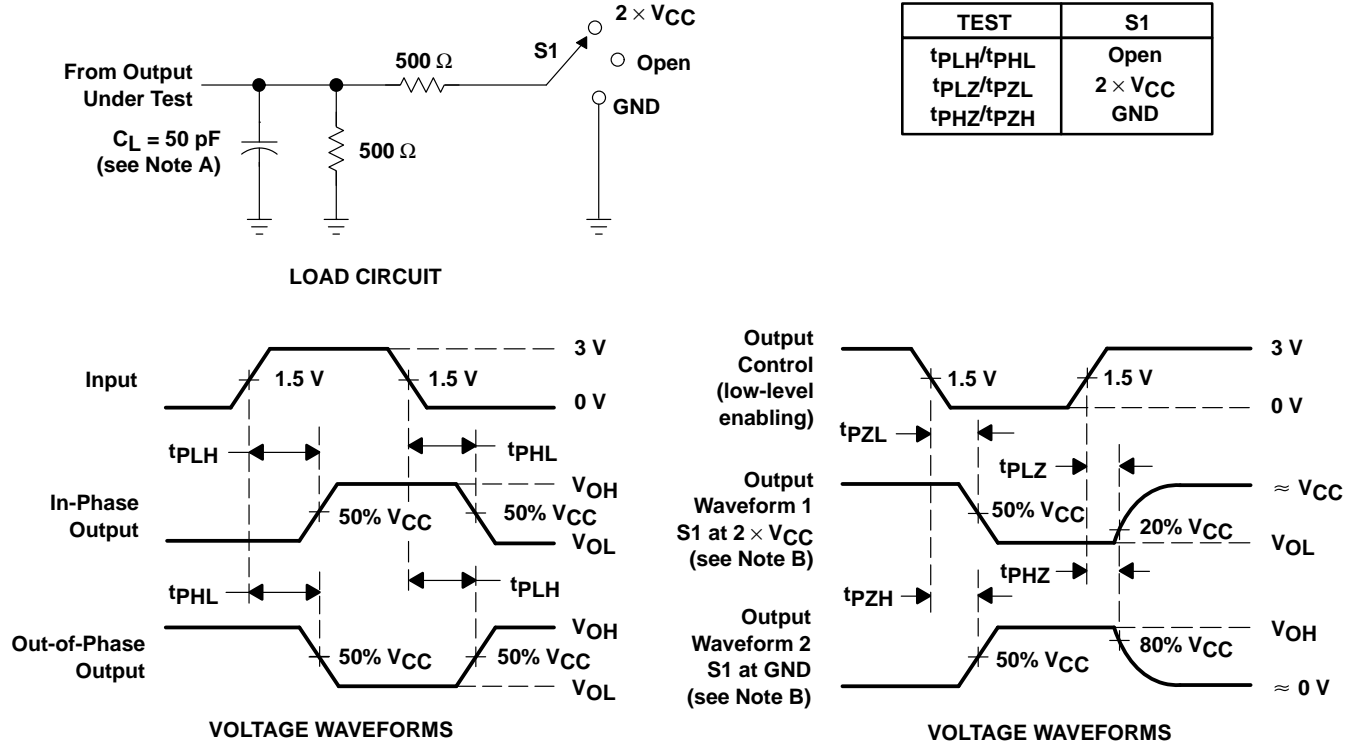 2 × VCC
S1
Open
GND
From Output
Under Test
500 Ω
CL = 50 pF
(see Note A)
500 Ω
LOAD CIRCUIT
TEST S1
tPLH/tPHL Open
tPLZ/tPZL 2 × VCC
tPHZ/tPZH GND
Input
1.5 V
1.5 V
3 V
0 V
tPLH
tPHL
In-Phase
Output
50% VCC
50% VCC
VOH
VOL
tPHL
tPLH
Out-of-Phase
Output
50% VCC
50% VCC
VOH
VOL
VOLTAGE WAVEFORMS
Output
Control
(low-level
enabling)
1.5 V
1.5 V
3 V
0 V
tPZL
tPLZ
Output
Waveform 1
S1 at 2 × VCC
(see Note B)
50% VCC
20% VCC
≈ VCC
VOL
tPZH
tPHZ
Output
Waveform 2
S1 at GND
(see Note B)
50% VCC
80% VCC
VOH
≈ 0 V
VOLTAGE WAVEFORMS